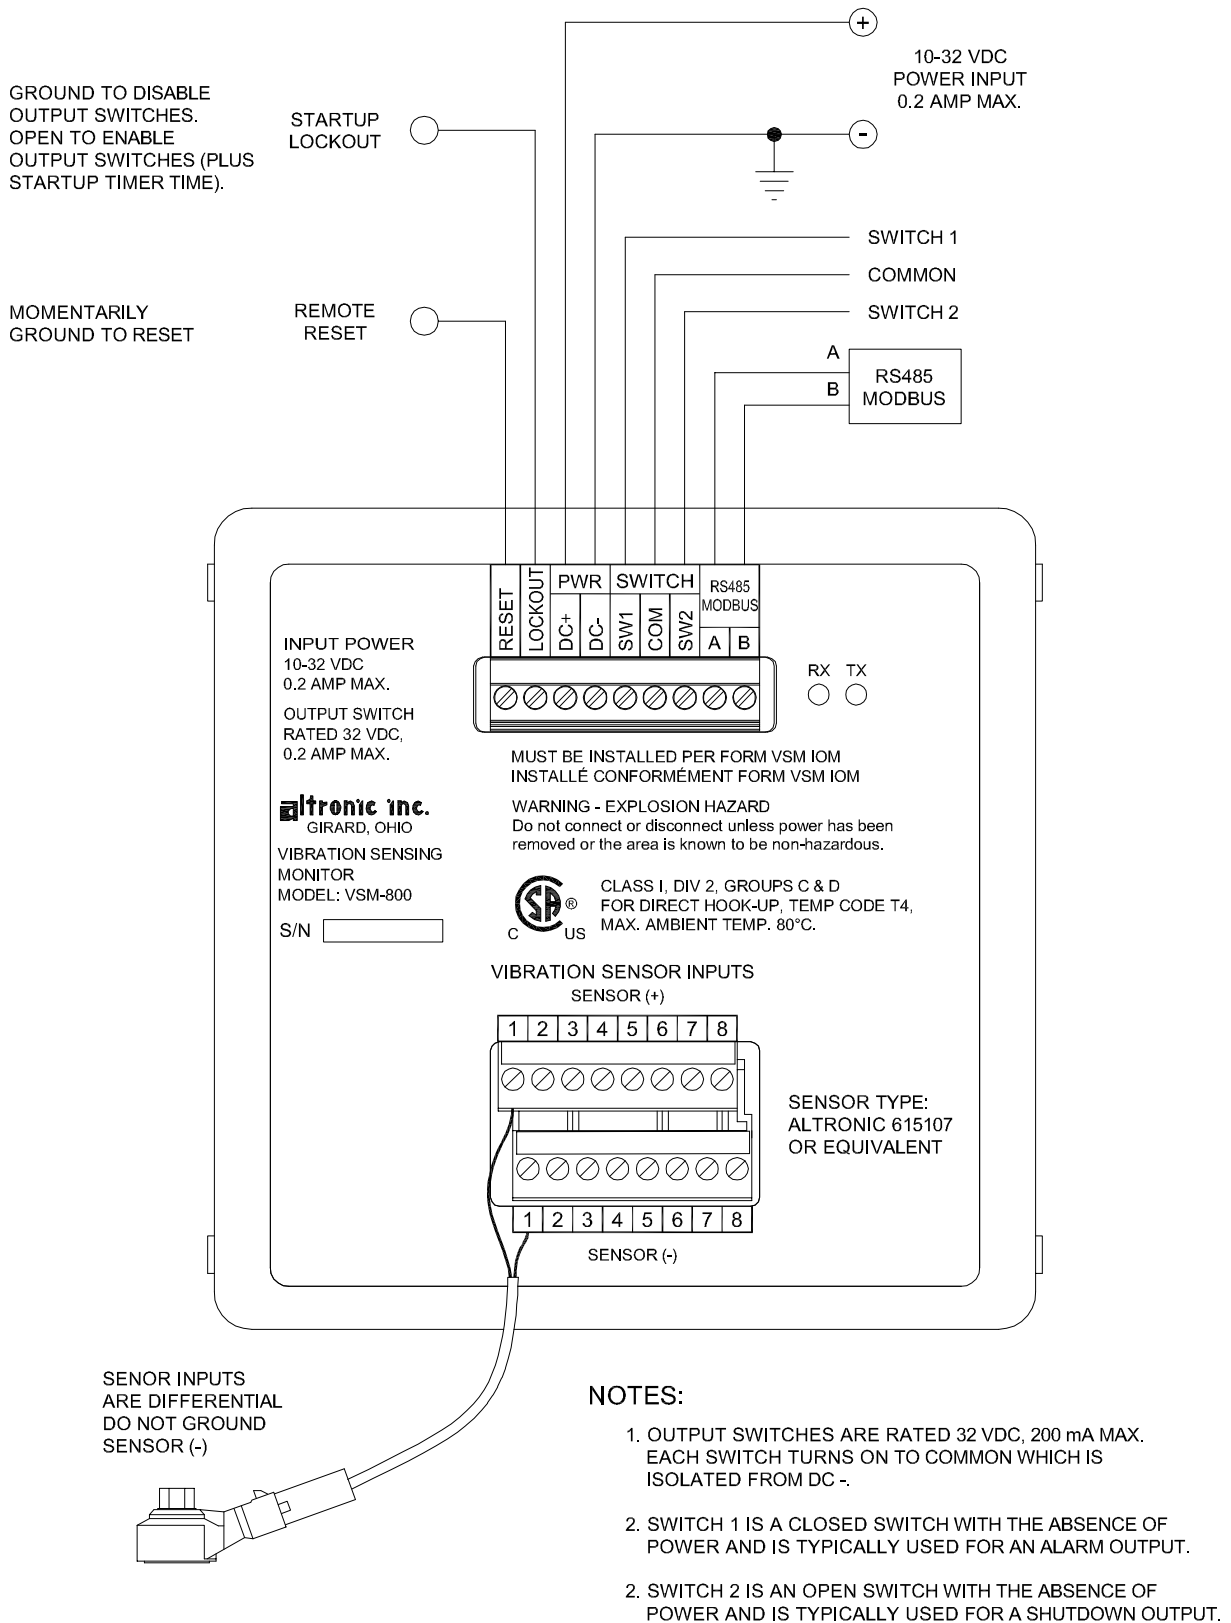 +
10-32 VDC
POWER INPUT
0.2 AMP MAX.
-
GROUND TO DISABLE
OUTPUT SWITCHES.
OPEN TO ENABLE
OUTPUT SWITCHES (PLUS
STARTUP TIMER TIME).
STARTUP
LOCKOUT
SWITCH 1
COMMON
SWITCH 2
MOMENTARILY
GROUND TO RESET
REMOTE
RESET
A
B
RS485
MODBUS
RESET
LOCKOUT
PWR
DC+
DC-
SWITCH
SW1
COM
SW2
RS485
MODBUS
A B
RX TX
INPUT POWER
10-32 VDC
0.2 AMP MAX.
OUTPUT SWITCH
RATED 32 VDC,
0.2 AMP MAX.
altronic inc.
GIRARD, OHIO
VIBRATION SENSING
MONITOR
MODEL: VSM-800
S/N
MUST BE INSTALLED PER FORM VSM IOM
INSTALLÉ CONFORMÉMENT FORM VSM IOM
WARNING - EXPLOSION HAZARD
Do not connect or disconnect unless power has been
removed or the area is known to be non-hazardous.
C SA ® US
CLASS I, DIV 2, GROUPS C & D
FOR DIRECT HOOK-UP, TEMP CODE T4,
MAX. AMBIENT TEMP. 80°C.
VIBRATION SENSOR INPUTS
SENSOR (+)
1 2 3 4 5 6 7 8
SENSOR TYPE:
ALTRONIC 615107
OR EQUIVALENT
1 2 3 4 5 6 7 8
SENSOR (-)
SENOR INPUTS
ARE DIFFERENTIAL
DO NOT GROUND
SENSOR (-)
NOTES:
1. OUTPUT SWITCHES ARE RATED 32 VDC, 200 mA MAX.
EACH SWITCH TURNS ON TO COMMON WHICH IS
ISOLATED FROM DC -.
2. SWITCH 1 IS A CLOSED SWITCH WITH THE ABSENCE OF
POWER AND IS TYPICALLY USED FOR AN ALARM OUTPUT.
2. SWITCH 2 IS AN OPEN SWITCH WITH THE ABSENCE OF
POWER AND IS TYPICALLY USED FOR A SHUTDOWN OUTPUT.